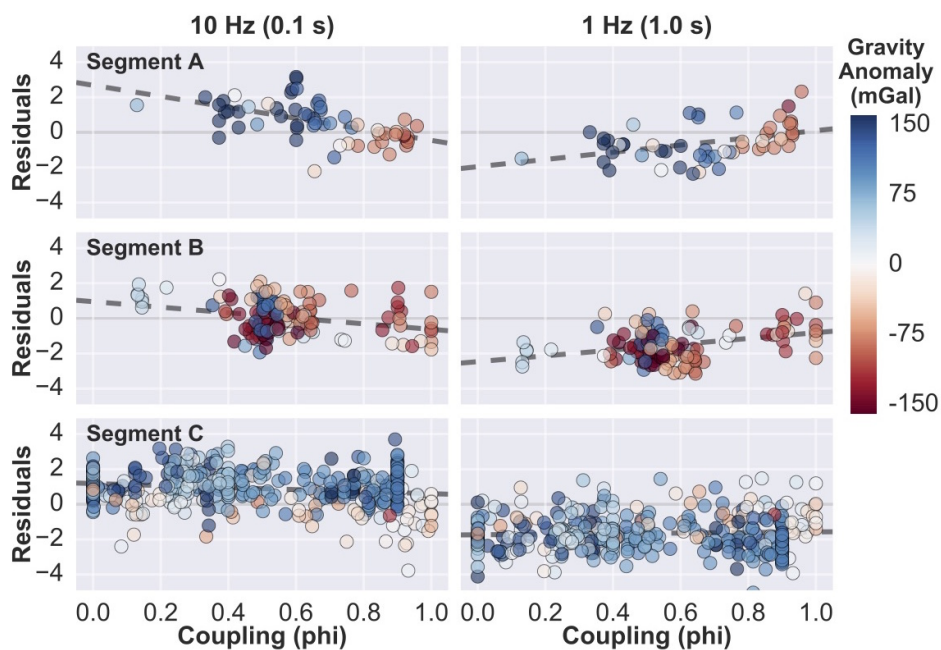 10 Hz (0.1 s)
1 Hz (1.0 s)
Gravity
Anomaly
(mGal)
Segment A
Residuals
4
2
0
−2
−4
150
75
0
-75
-150
Segment B
Residuals
4
2
0
−2
−4
Segment C
Residuals
4
2
0
−2
−4
0.0 0.2 0.4 0.6 0.8 1.0
0.0 0.2 0.4 0.6 0.8 1.0
Coupling (phi)
Coupling (phi)